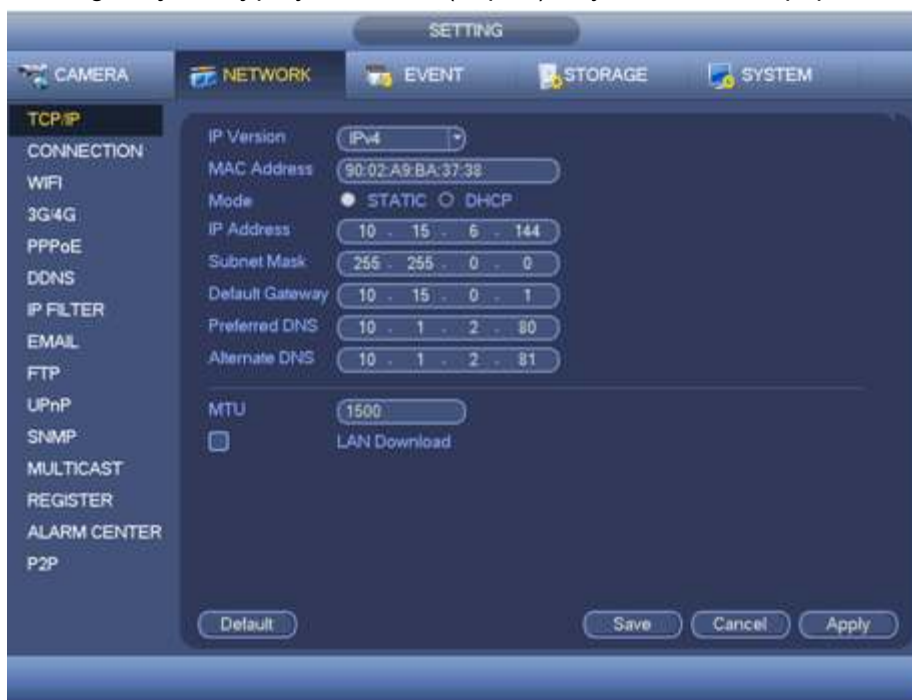 SETTING
CAMERA NETWORK EVENT STORAGE SYSTEM
TCP/IP
CONNECTION
WIFI
3G/4G
PPPoE
DDNS
IP FILTER
EMAIL
FTP
UPnP
SNMP
MULTICAST
REGISTER
ALARM CENTER
P2P
IP Version IPv4
MAC Address 90:02:A9:BA:37:38
Mode STATIC DHCP
IP Address 10 . 15 . 6 . 144
Subnet Mask 255 . 255 . 0 . 0
Default Gateway 10 . 15 . 0 . 1
Preferred DNS 10 . 1 . 2 . 80
Alternate DNS 10 . 1 . 2 . 81
MTU 1500
LAN Download
Default Save Cancel Apply